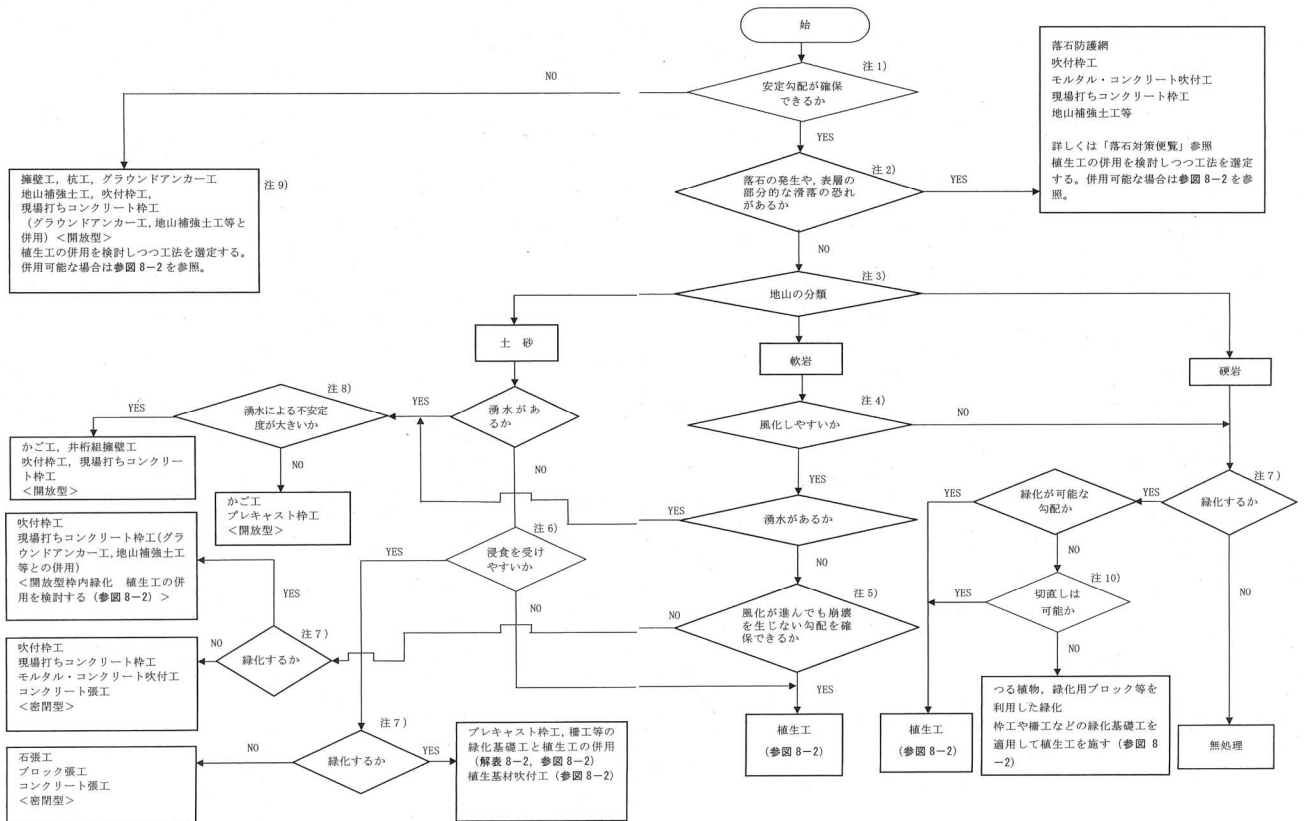 始
注 1)
安定勾配が確保
できるか
NO
YES
落石防護網
吹付枠工
モルタル・コンクリート吹付工
現場打ちコンクリート枠工
地山補強土工等
詳しくは「落石対策便覧」参照
植生工の併用を検討しつつ工法を選定
する。併用可能な場合は参図 8-2 を参
照。
注 2)
落石の発生や,表層の
部分的な滑落の恐れ
があるか
YES
NO
擁壁工, 杭工, グラウンドアンカー工
地山補強土工, 吹付枠工,
現場打ちコンクリート枠工
(グラウンドアンカー工,地山補強土工等と
併用)<開放型>
植生工の併用を検討しつつ工法を選定する。
併用可能な場合は参図 8-2 を参照。
注 9)
注 3)
地山の分類
土 砂
軟岩
硬岩
注 8)
湧水による不安定
度が大きいか
YES
NO
YES
湧水があ
るか
NO
注 4)
風化しやすいか
NO
YES
かご工, 井桁組擁壁工
吹付枠工, 現場打ちコンクリー
ト枠工
<開放型>
かご工
プレキャスト枠工
<開放型>
注 7)
緑化するか
YES
NO
緑化が可能な
勾配か
YES
NO
湧水があるか
YES
NO
注 6)
浸食を受け
やすいか
YES
NO
吹付枠工
現場打ちコンクリート枠工(グラ
ウンドアンカー工,地山補強土工
等との併用)
<開放型枠内緑化 植生工の併
用を検討する(参図 8-2)>
注 5)
風化が進んでも崩壊
を生じない勾配を確
保できるか
NO
YES
注 10)
切直しは
可能か
YES
NO
YES
注 7)
緑化するか
NO
吹付枠工
現場打ちコンクリート枠工
モルタル・コンクリート吹付工
コンクリート張工
<密閉型>
植生工
(参図 8-2)
植生工
(参図 8-2)
つる植物, 緑化用ブロック等を
利用した緑化
枠工や柵工などの緑化基礎工を
適用して植生工を施す(参図 8
-2)
無処理
注 7)
緑化するか
NO
YES
石張工
ブロック張工
コンクリート張工
<密閉型>
プレキャスト枠工, 柵工等の
緑化基礎工と植生工の併用
(解表 8-2, 参図 8-2)
植生基材吹付工(参図 8-2)